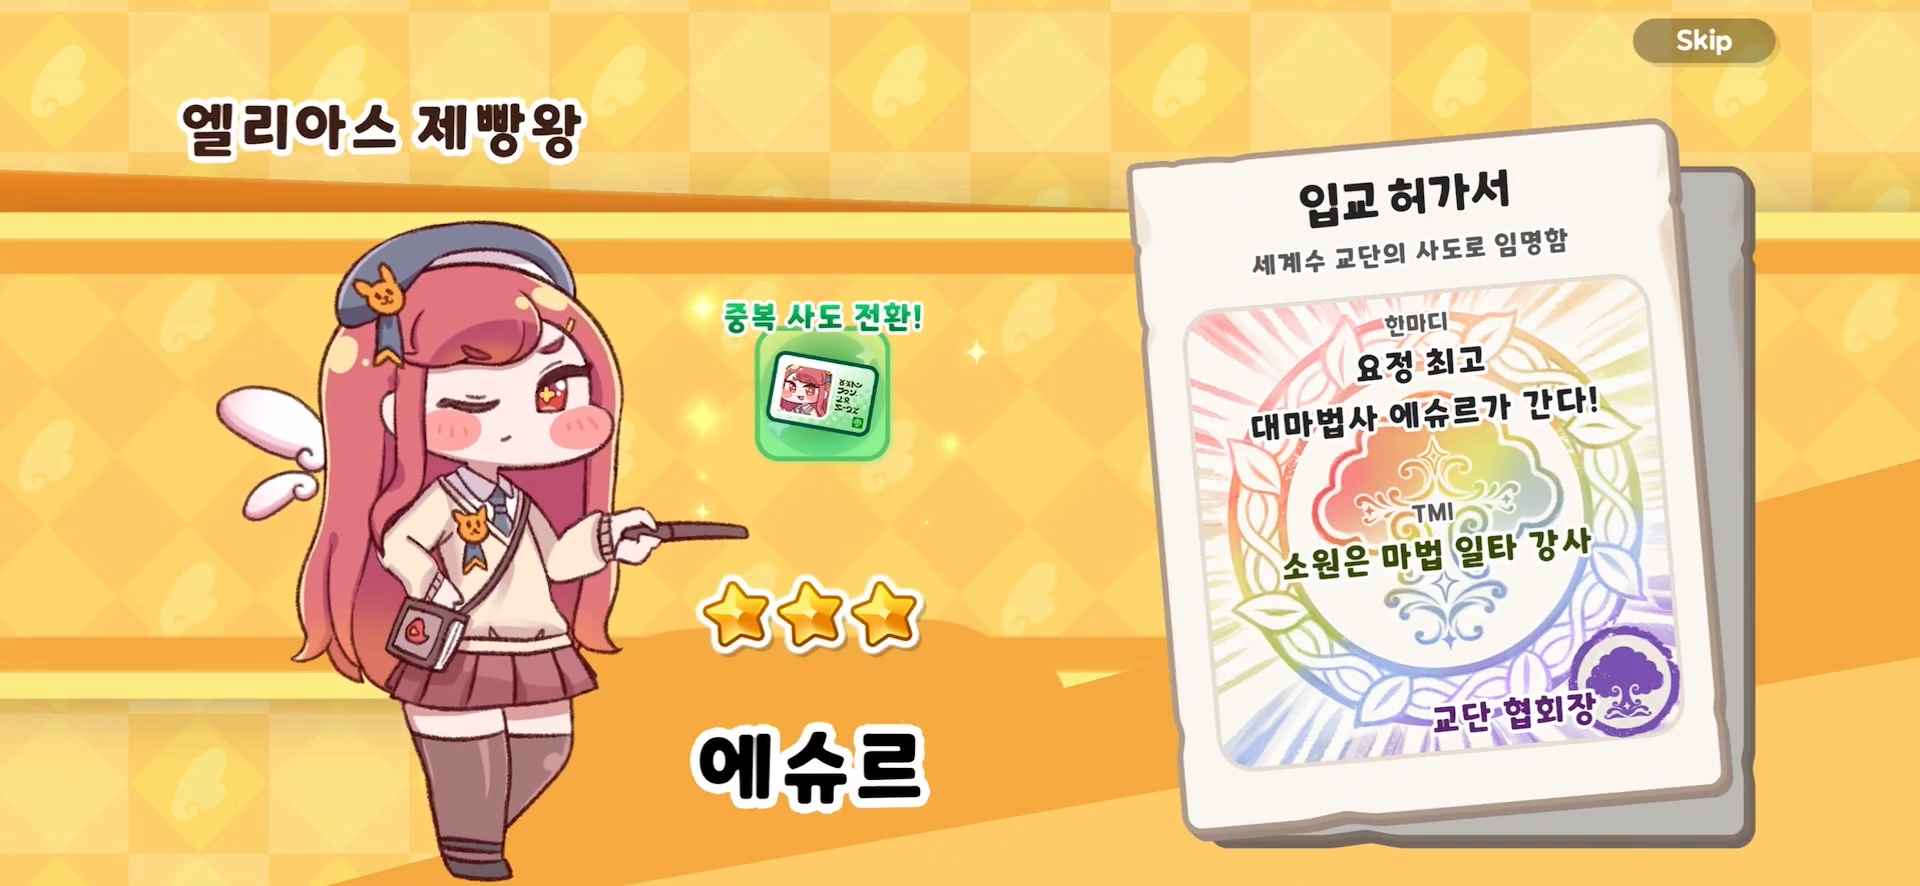 Skip
엘리아스 제빵왕
중복 사도 전환!
에슈르
입교 허가서
세계수 교단의 사도로 임명함
한마디
요정 최고
대마법사 에슈르가 간다!
TMI
소원은 마법 일타 강사
교단 협회장